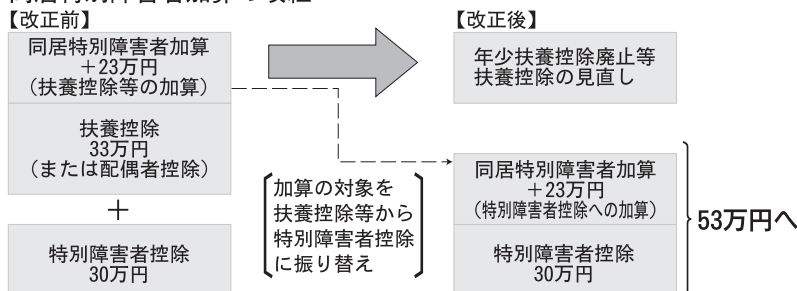 【改正前】
同居特別障害者加算
+23万円
(扶養控除等の加算)
扶養控除
33万円
(または配偶者控除)
+
特別障害者控除
30万円
加算の対象を
扶養控除等から
特別障害者控除
に振り替え
【改正後】
年少扶養控除廃止等
扶養控除の見直し
同居特別障害者加算
+23万円
(特別障害者控除への加算)
特別障害者控除
30万円
53万円へ